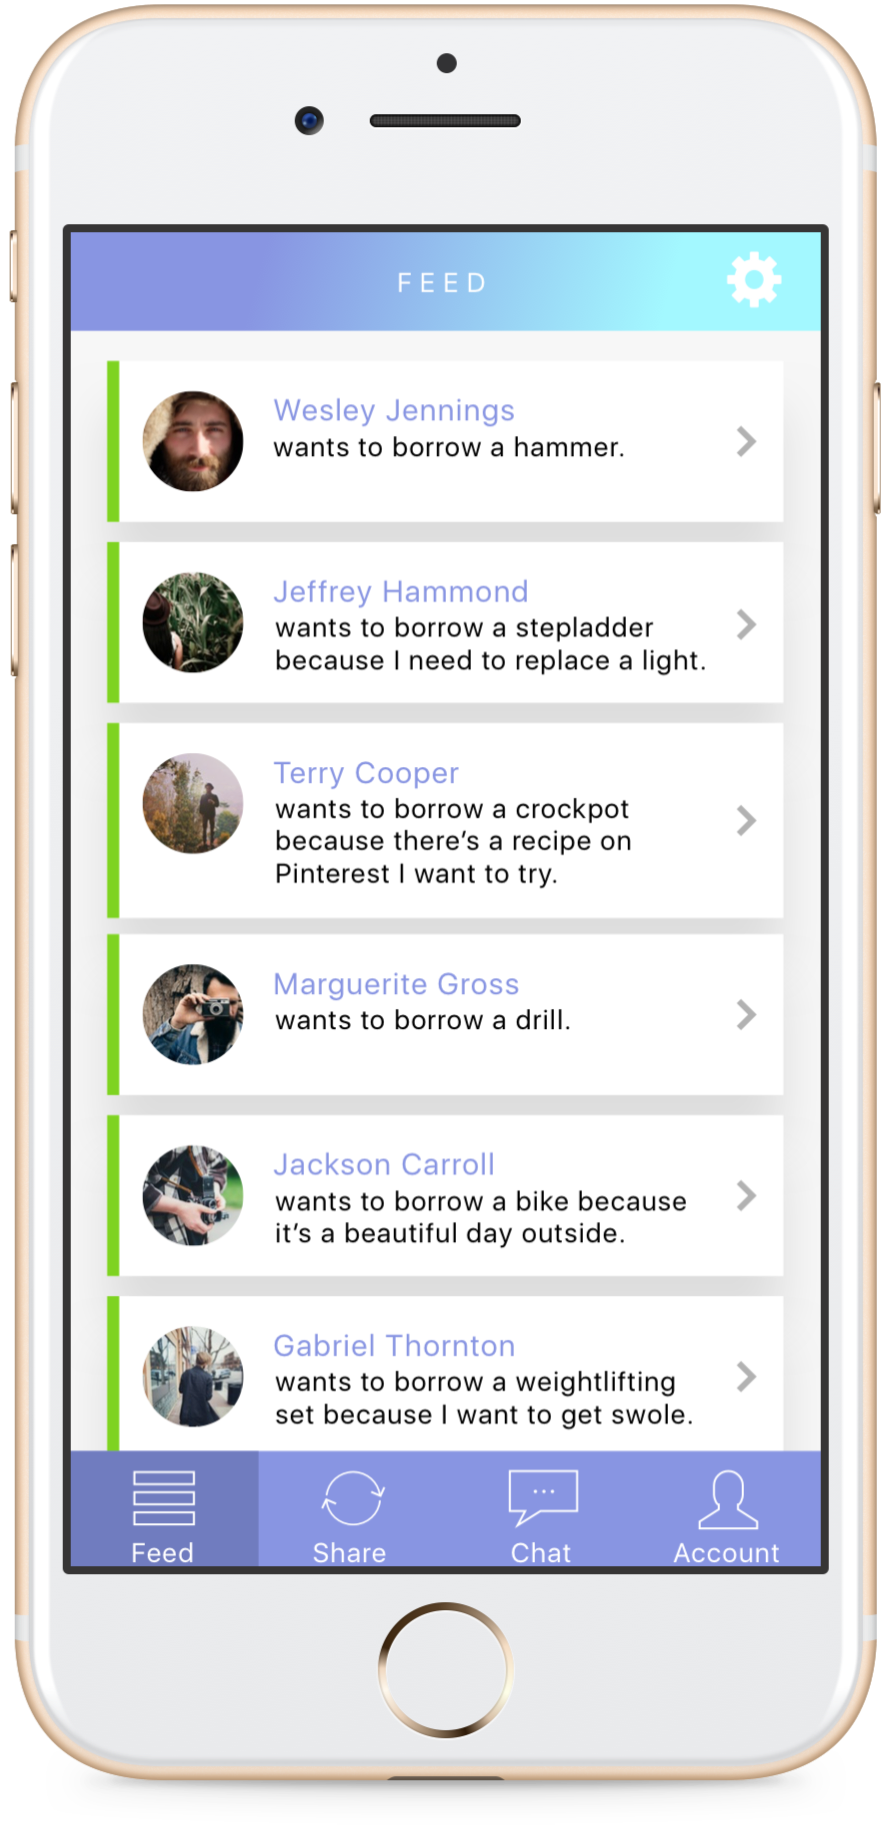 FEED
Wesley Jennings
wants to borrow a hammer.
Jeffrey Hammond
wants to borrow a stepladder
because I need to replace a light.
Terry Cooper
wants to borrow a crockpot
because there’s a recipe on
Pinterest I want to try.
Marguerite Gross
wants to borrow a drill.
Jackson Carroll
wants to borrow a bike because
it’s a beautiful day outside.
Gabriel Thornton
wants to borrow a weightlifting
set because I want to get swole.
Feed
Share
Chat
Account